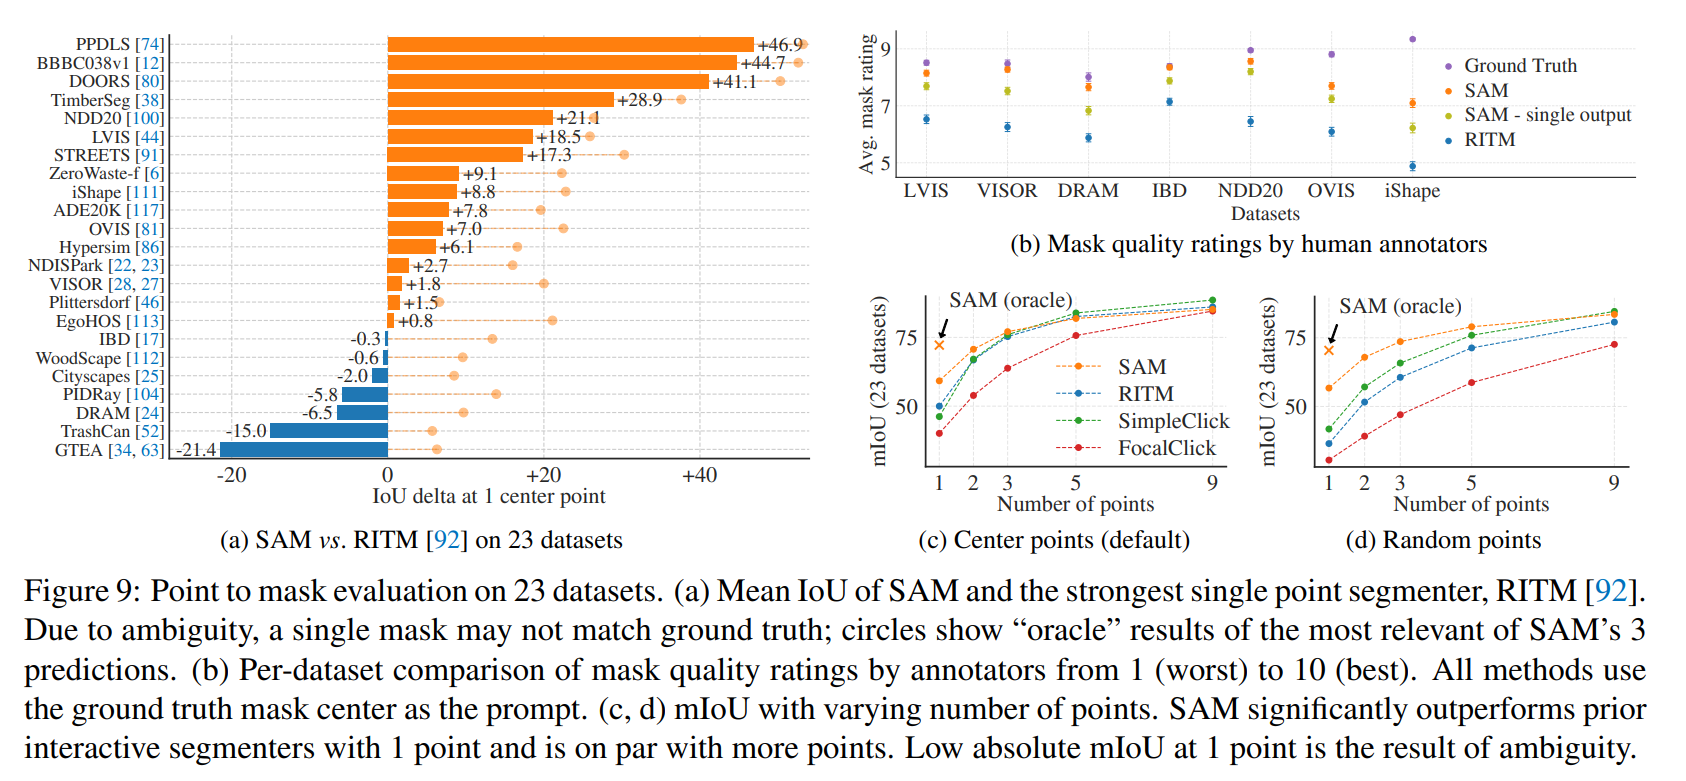 PPDLS [74]
+46.9
BBBC038v1 [12]
+44.7
DOORS [80]
+41.1
TimberSeg [38]
+28.9
NDD20 [100]
+21.1
LVIS [44]
+18.5
STREETS [91]
+17.3
ZeroWaste-f [6]
+9.1
iShape [111]
+8.8
ADE20K [117]
+7.8
OVIS [81]
+7.0
Hypersim [86]
+6.1
NDISPark [22, 23]
+2.7
VISOR [28, 27]
+1.8
Plittersdorf [46]
+1.5
EgoHOS [113]
+0.8
IBD [17]
-0.3
WoodScape [112]
-0.6
Cityscapes [25]
-2.0
PIDRay [104]
-5.8
DRAM [24]
-6.5
TrashCan [52]
-15.0
GTEA [34, 63]
-21.4
-20 0 +20 +40
IoU delta at 1 center point
(a) SAM vs. RITM [92] on 23 datasets
Avg. mask rating
9
7
5
Ground Truth
SAM
SAM - single output
RITM
LVIS VISOR DRAM IBD NDD20 OVIS iShape
Datasets
(b) Mask quality ratings by human annotators
mIoU (23 datasets)
75
50
SAM (oracle)
SAM
RITM
SimpleClick
FocalClick
1 2 3 5 9
Number of points
(c) Center points (default)
mIoU (23 datasets)
75
50
SAM (oracle)
1 2 3 5 9
Number of points
(d) Random points
Figure 9: Point to mask evaluation on 23 datasets. (a) Mean IoU of SAM and the strongest single point segmenter, RITM [92].
Due to ambiguity, a single mask may not match ground truth; circles show “oracle” results of the most relevant of SAM’s 3
predictions. (b) Per-dataset comparison of mask quality ratings by annotators from 1 (worst) to 10 (best). All methods use
the ground truth mask center as the prompt. (c, d) mIoU with varying number of points. SAM significantly outperforms prior
interactive segmenters with 1 point and is on par with more points. Low absolute mIoU at 1 point is the result of ambiguity.